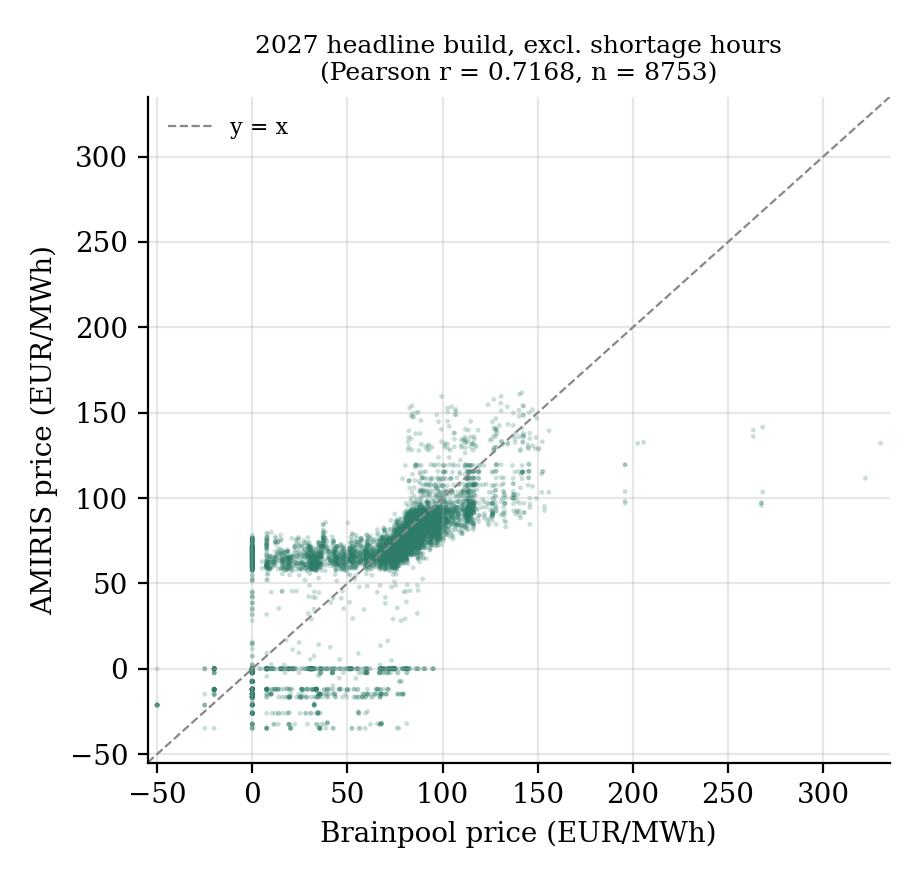 2027 headline build, excl. shortage hours
(Pearson r = 0.7168, n = 8753)
y = x
300
250
200
150
100
50
0
−50
AMIRIS price (EUR/MWh)
−50 0 50 100 150 200 250 300
Brainpool price (EUR/MWh)